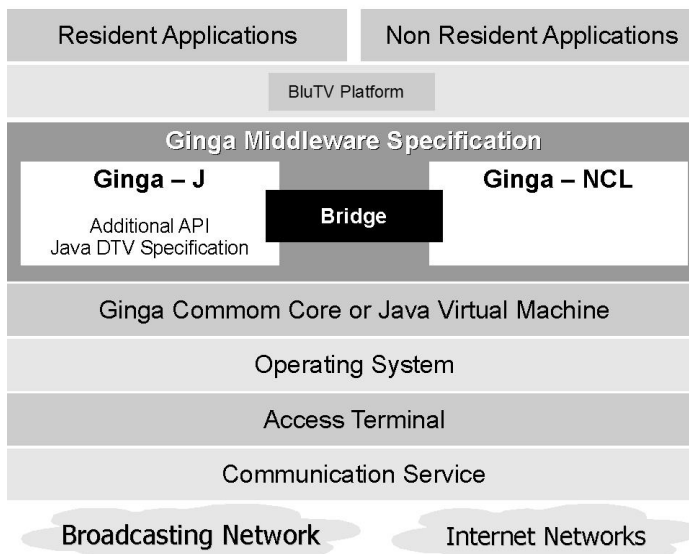 Resident Applications
Non Resident Applications
BluTV Platform
Ginga Middleware Specification
Ginga – J
Ginga – NCL
Bridge
Additional API
Java DTV Specification
Ginga Commom Core or Java Virtual Machine
Operating System
Access Terminal
Communication Service
Broadcasting Network
Internet Networks